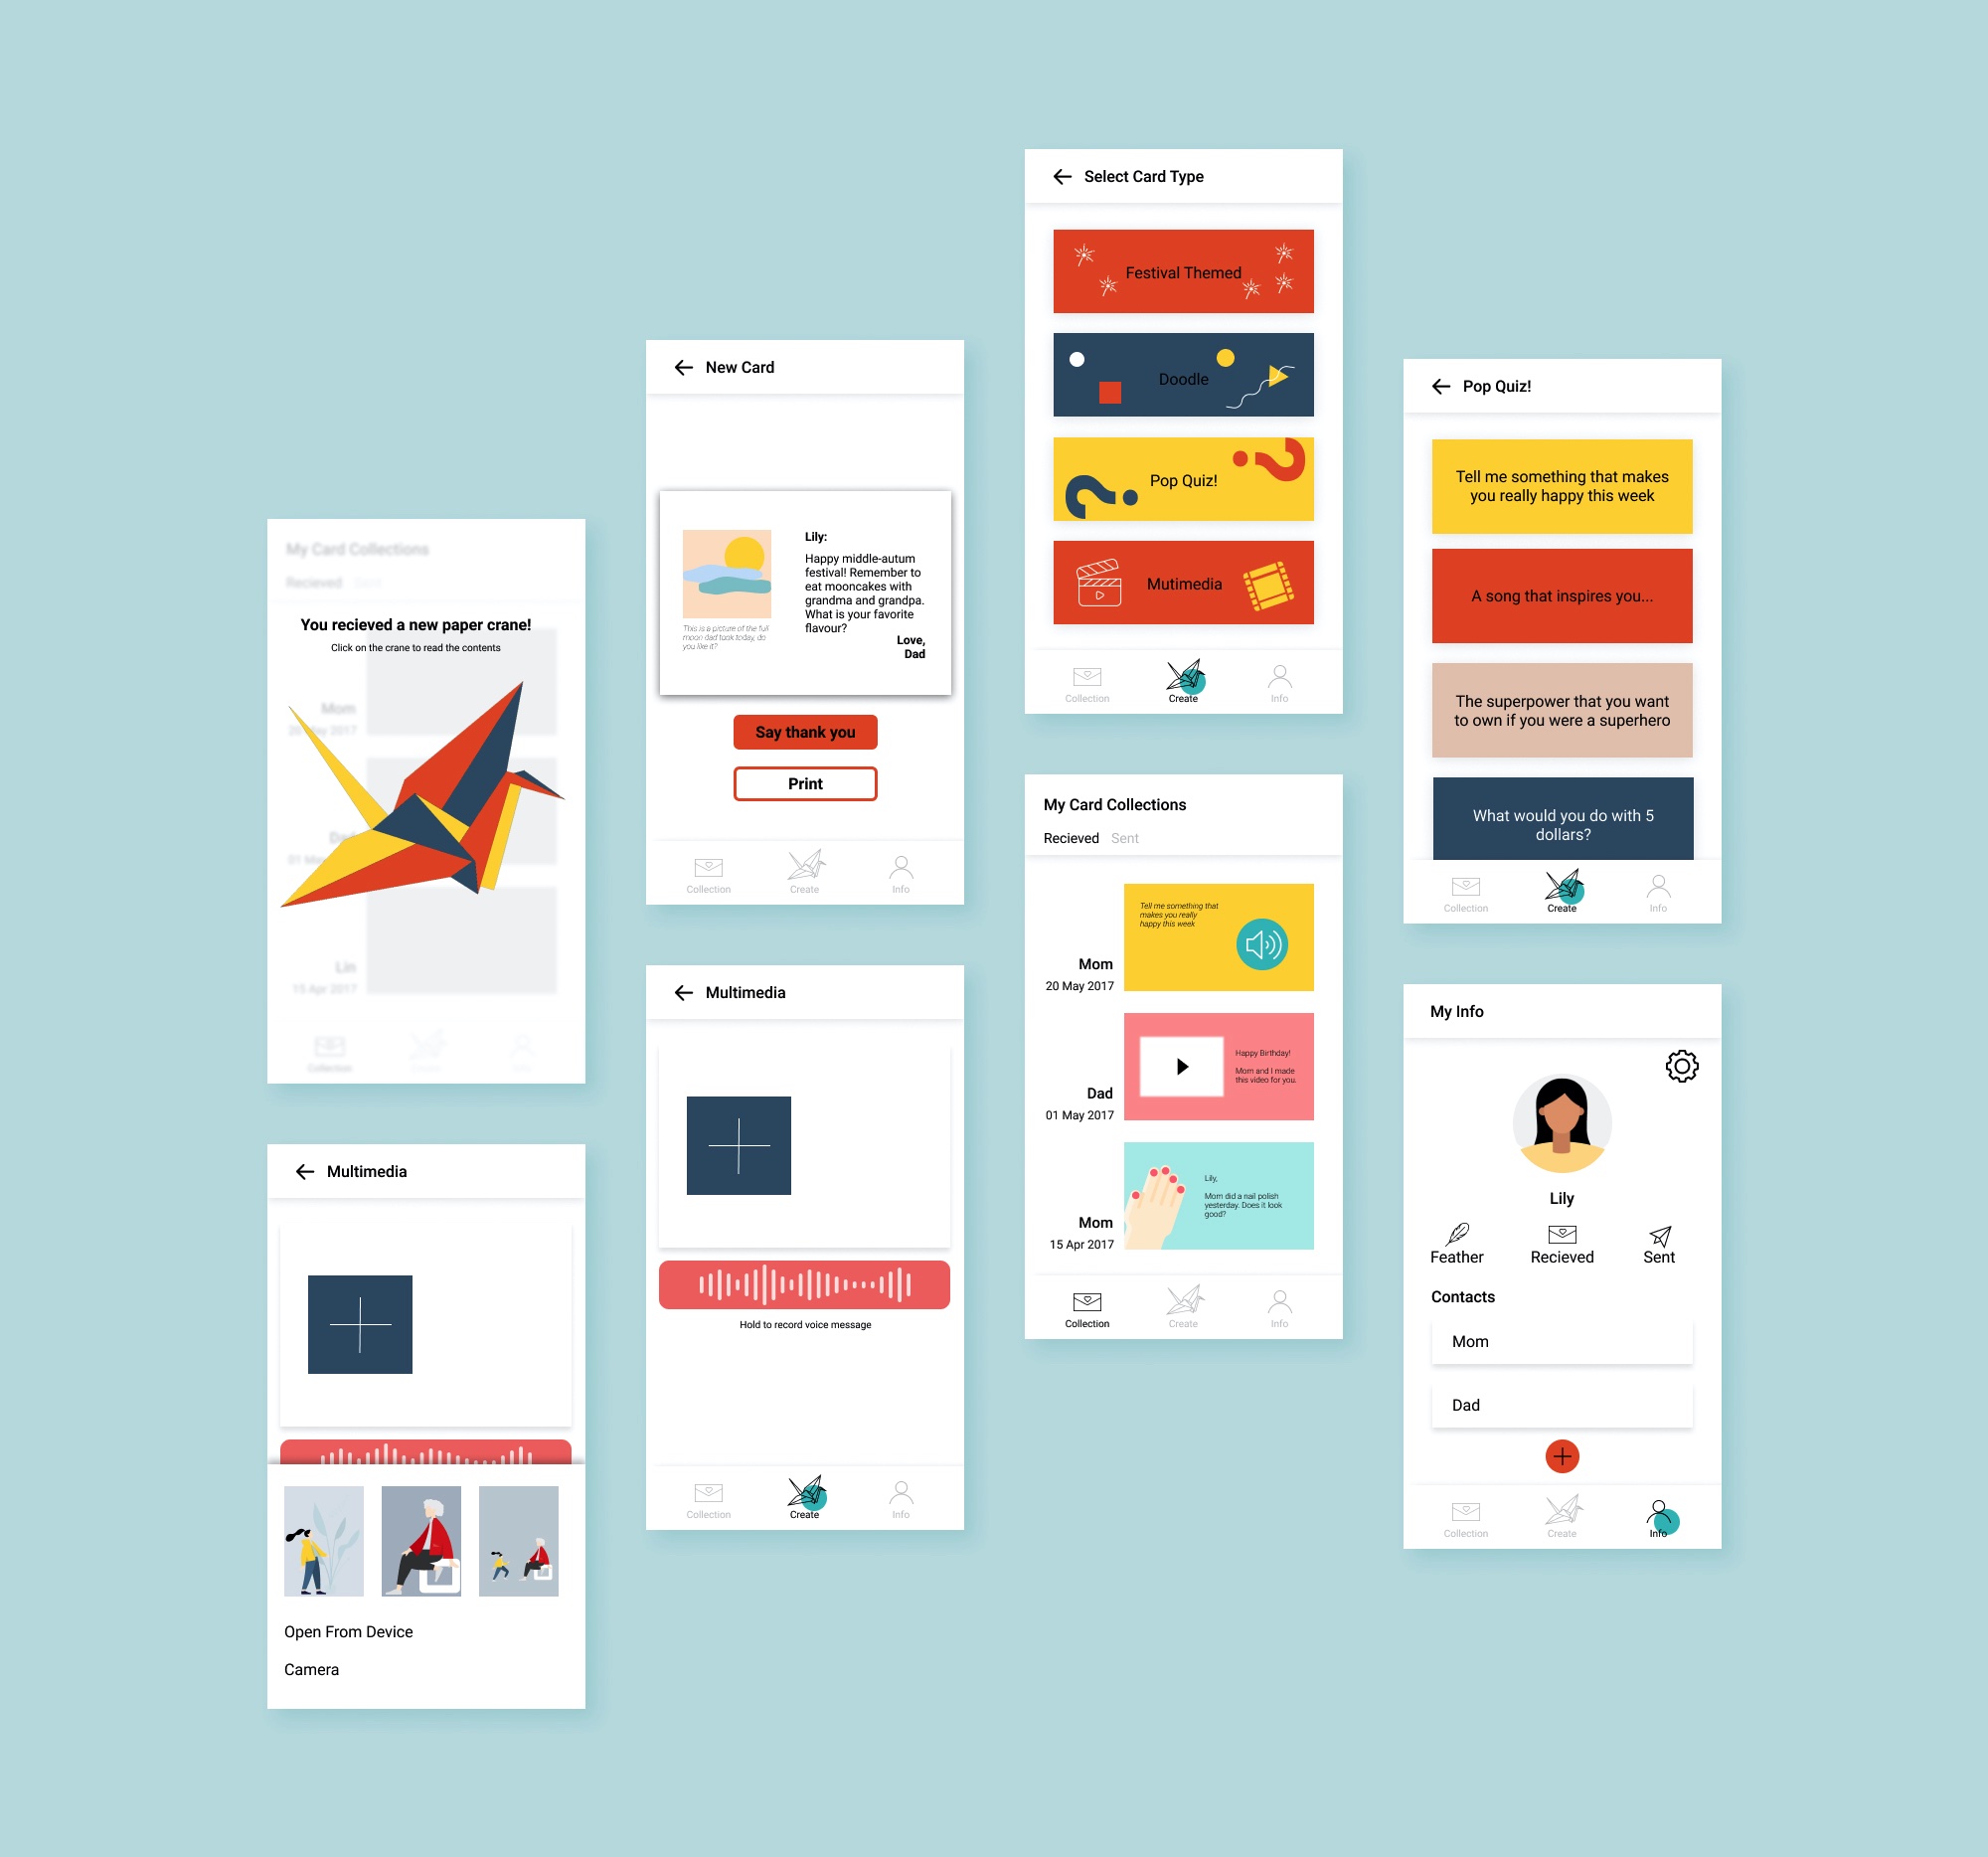 My Card Collections
Recieved Sent
You recieved a new paper crane!
Click on the crane to read the contents
Mom
20 May 2017
Dad
01 May
Lin
15 Apr 2017
Collection
Multimedia
Open From Device
Camera
New Card
Lily:
Happy middle-autum
festival! Remember to
eat mooncakes with
grandma and grandpa.
What is your favorite
flavour?
Love,
Dad
This is a picture of the full
moon dad took today, do
you like it?
Say thank you
Print
Collection Create Info
Multimedia
Hold to record voice message
Collection Create Info
Select Card Type
Festival Themed
Doodle
Pop Quiz!
Mutimedia
Collection Create Info
My Card Collections
Recieved Sent
Tell me something that
makes you really
happy this week
Mom
20 May 2017
Happy Birthday!
Mom and I made
this video for you.
Dad
01 May 2017
Lily,
Mom did a nail polish
yesterday. Does it look
good?
Mom
15 Apr 2017
Collection Create Info
Pop Quiz!
Tell me something that makes
you really happy this week
A song that inspires you...
The superpower that you want
to own if you were a superhero
What would you do with 5
dollars?
Collection Create Info
My Info
Lily
Feather Recieved Sent
Contacts
Mom
Dad
Collection Create Info